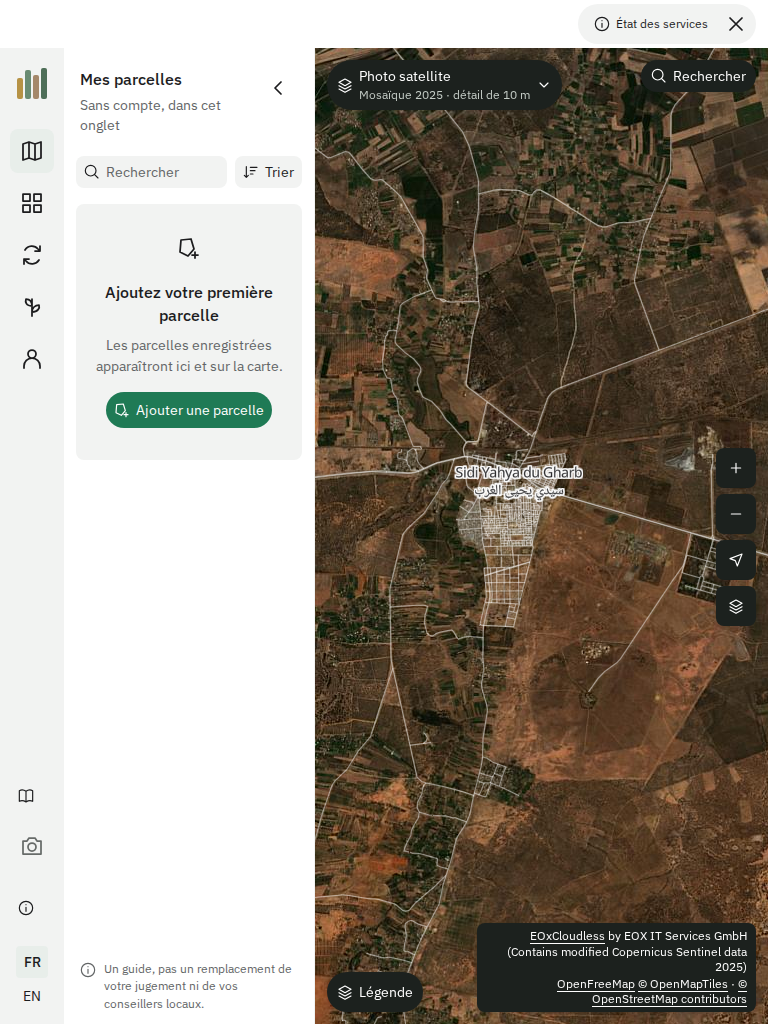 État des services
Mes parcelles
Sans compte, dans cet
onglet
Rechercher
Trier
Ajoutez votre première
parcelle
Les parcelles enregistrées
apparaîtront ici et sur la carte.
Ajouter une parcelle
Un guide, pas un remplacement de
votre jugement ni de vos
conseillers locaux.
FR
EN
Photo satellite
Mosaïque 2025 · détail de 10 m
Rechercher
Sidi Yahya du Gharb
سيدي يحيى الغرب
Légende
EOxCloudless by EOX IT Services GmbH
(Contains modified Copernicus Sentinel data
2025)
OpenFreeMap © OpenMapTiles · ©
OpenStreetMap contributors